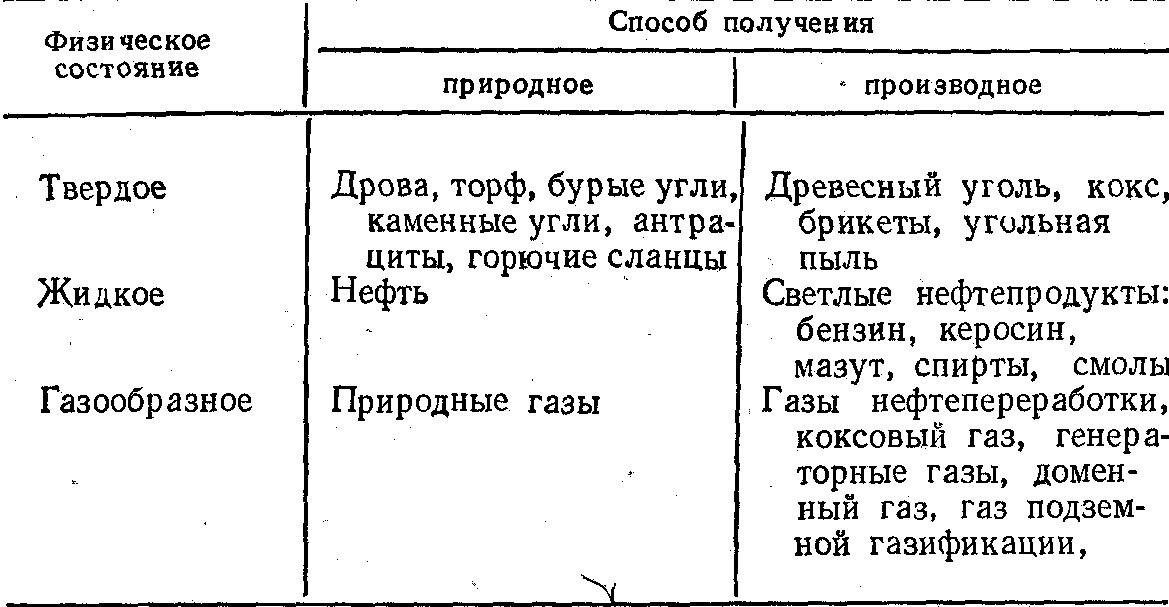 Физическое состояние
Способ получения
природное
производное
Твердое
Дрова, торф, бурые угли,
каменные угли, антра-
циты, горючие сланцы
Древесный уголь, кокс,
брикеты, угольная
пыль
Жидкое
Нефть
Светлые нефтепродукты:
бензин, керосин,
мазут, спирты, смолы
Газообразное
Природные газы
Газы нефтепереработки,
коксовый газ, генера-
торные газы, домен-
ный газ, газ подзем-
ной газификации,